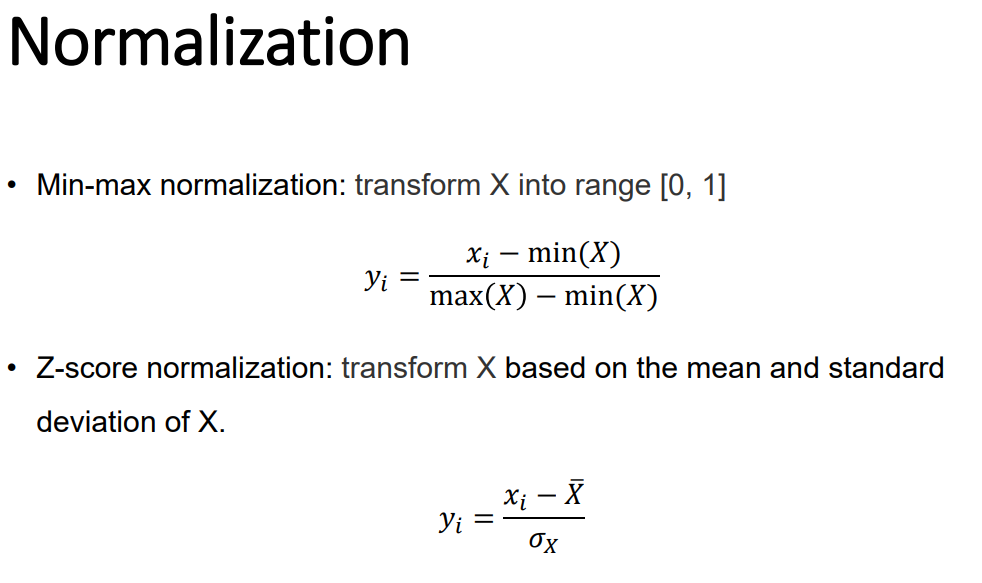 Normalization
• Min-max normalization: transform X into range [0, 1]
yᵢ = (xᵢ − min(X)) / (max(X) − min(X))
• Z-score normalization: transform X based on the mean and standard
deviation of X.
yᵢ = (xᵢ − X̄) / σ_X